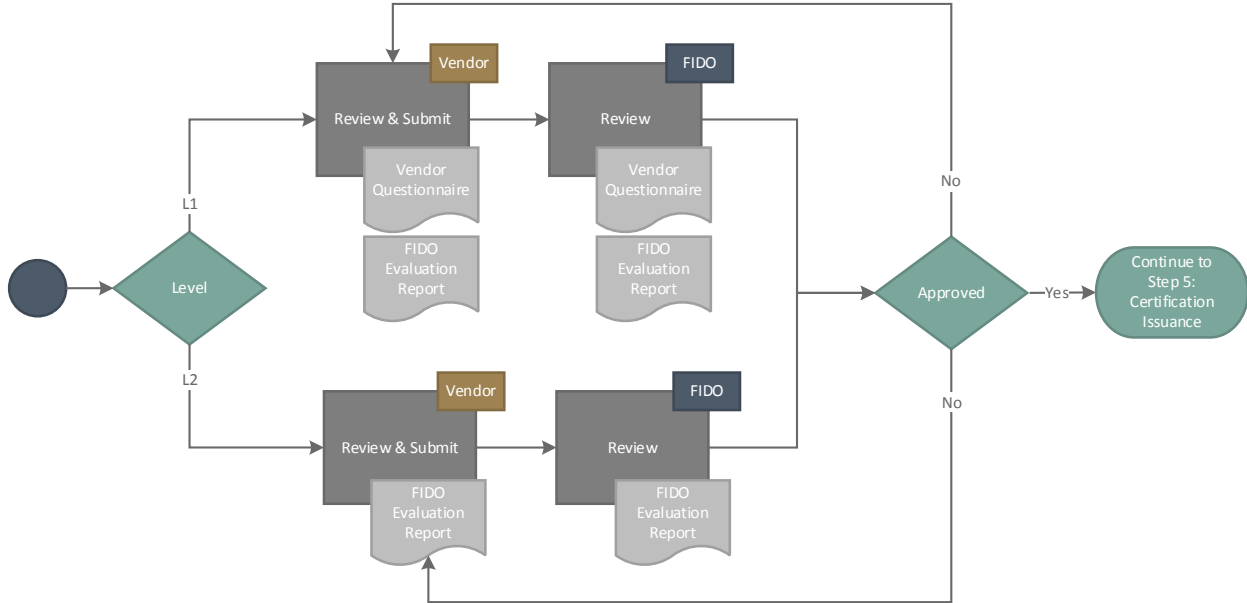 Vendor
FIDO
Review & Submit
Review
Vendor
Questionnaire
Vendor
Questionnaire
No
L1
FIDO
Evaluation
Report
FIDO
Evaluation
Report
Level
Approved
Yes
Continue to
Step 5:
Certification
Issuance
L2
Vendor
FIDO
No
Review & Submit
Review
FIDO
Evaluation
Report
FIDO
Evaluation
Report